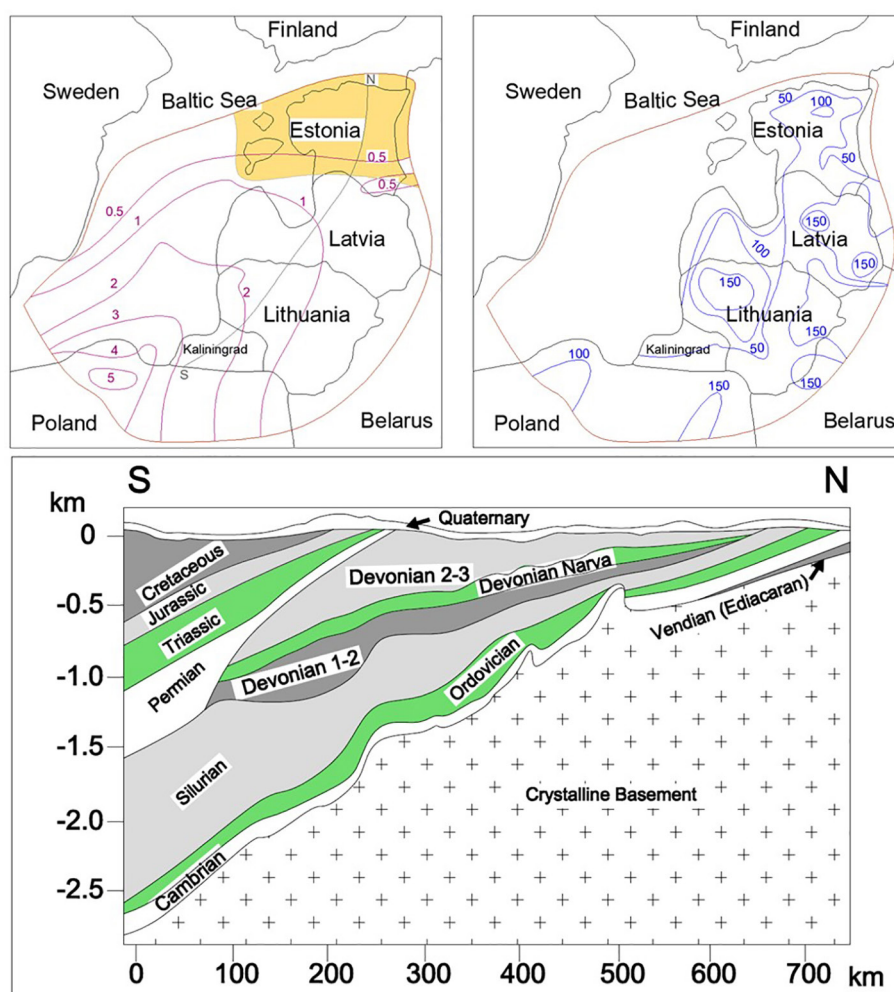 Finland
Sweden
Baltic Sea
N
Estonia
0.5
0.5
0.5
1
1
Latvia
2
2
Lithuania
3
4
Kaliningrad
5
S
Poland
Belarus
Finland
Sweden
Baltic Sea
50
100
Estonia
50
150
Latvia
100
150
150
Lithuania
150
Kaliningrad
50
100
150
150
Poland
Belarus
S
N
km
Quaternary
0
Cretaceous
Jurassic
Triassic
Permian
Devonian 2-3
Devonian Narva
Devonian 1-2
Vendian (Ediacaran)
-0.5
-1.0
Ordovician
-1.5
Silurian
Crystalline Basement
-2.0
Cambrian
-2.5
0
100
200
300
400
500
600
700
km